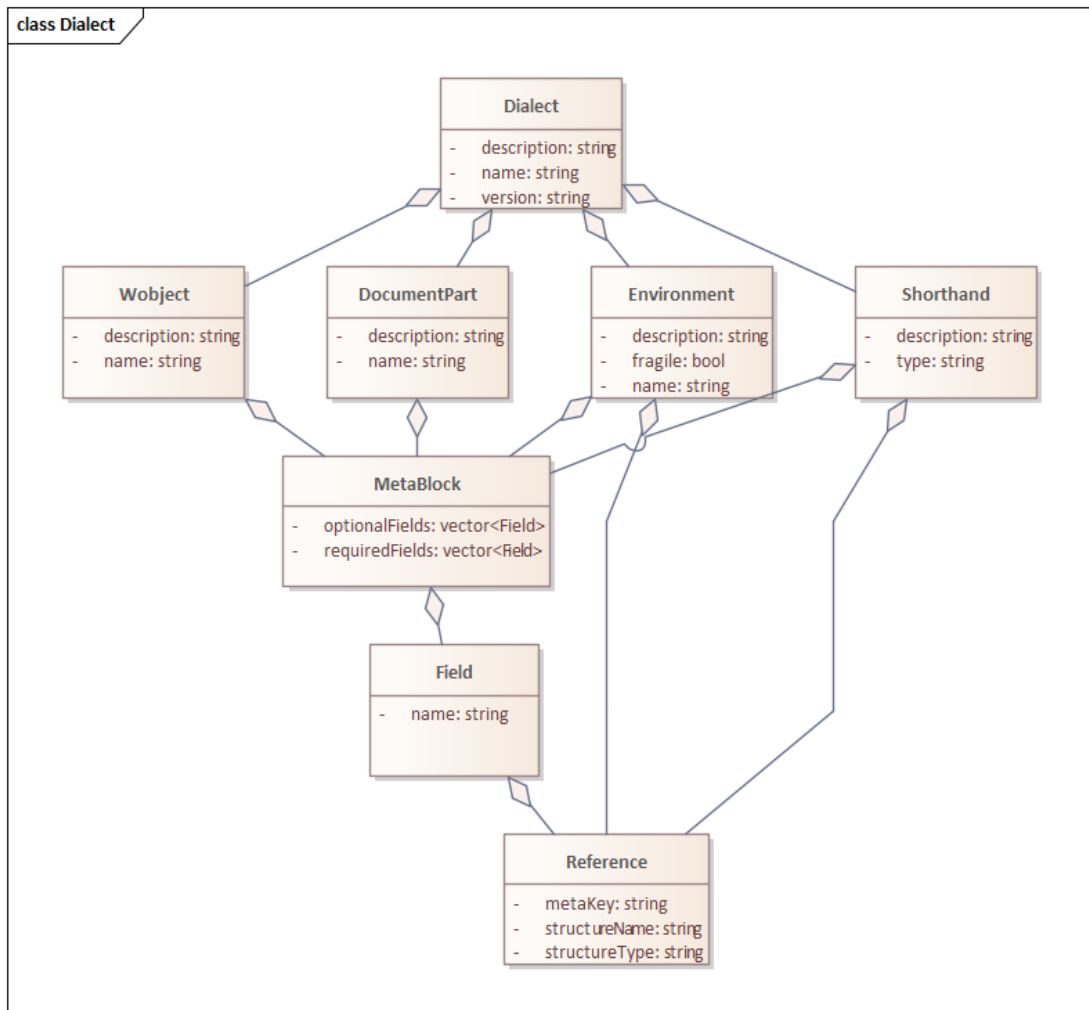 class Dialect
Dialect
- description: string
- name: string
- version: string
Wobject
- description: string
- name: string
DocumentPart
- description: string
- name: string
Environment
- description: string
- fragile: bool
- name: string
Shorthand
- description: string
- type: string
MetaBlock
- optionalFields: vector<Field>
- requiredFields: vector<Field>
Field
- name: string
Reference
- metaKey: string
- structureName: string
- structureType: string